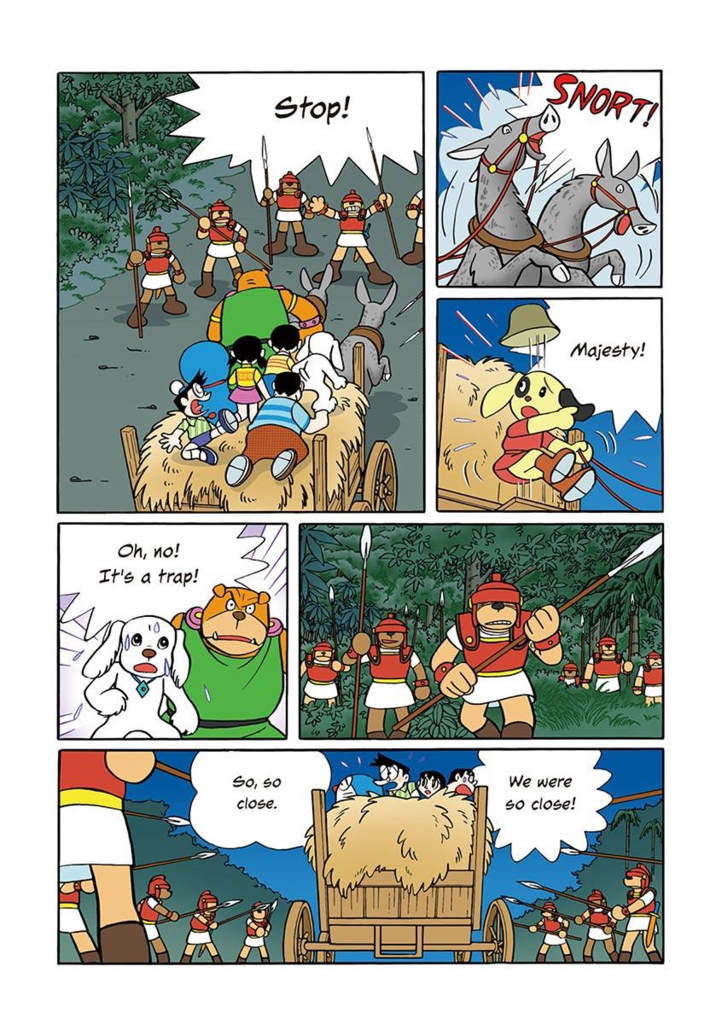 Stop!
SNORT!
Majesty!
Oh, no!
It's a trap!
So, so
close.
We were
so close!